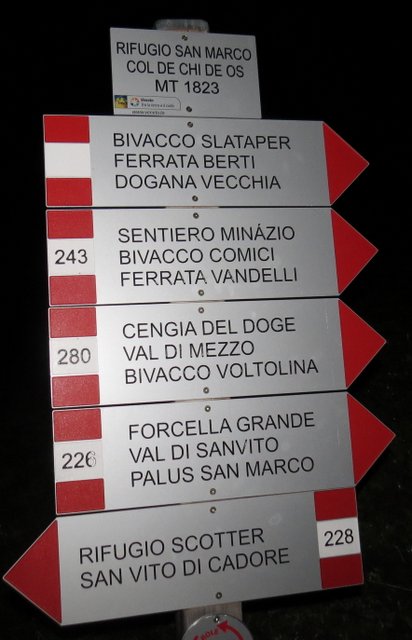 RIFUGIO SAN MARCO
COL DE CHI DE OS
MT 1823
BIVACCO SLATAPER
FERRATA BERTI
DOGANA VECCHIA
243
SENTIERO MINÁZIO
BIVACCO COMICI
FERRATA VANDELLI
280
CENGIA DEL DOGE
VAL DI MEZZO
BIVACCO VOLTOLINA
226
FORCELLA GRANDE
VAL DI SANVITO
PALUS SAN MARCO
RIFUGIO SCOTTER
SAN VITO DI CADORE
228